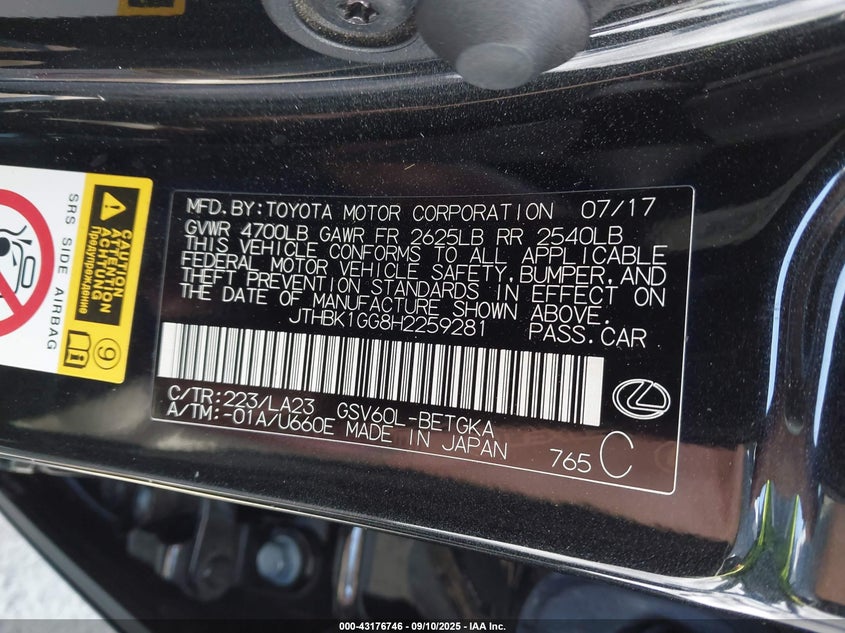 MFD.BY:TOYOTA MOTOR CORPORATION 07/17
GVWR 4700LB GAWR FR 2625LB RR 2540LB
THIS VEHICLE CONFORMS TO ALL APPLICABLE
FEDERAL MOTOR VEHICLE SAFETY,BUMPER,AND
THEFT PREVENTION STANDARDS IN EFFECT ON
THE DATE OF MANUFACTURE SHOWN ABOVE.
JTHBK1GG8H2259281 PASS.CAR
C/TR:223/LA23 GSV60L-BETGKA
A/TM:-01A/U660E MADE IN JAPAN 765 C
SRS SIDE AIRBAG
CAUTION
ATTENTION
ACHTUNG
Предупреждение
9
000-43176746 - 09/10/2025 - IAA Inc.